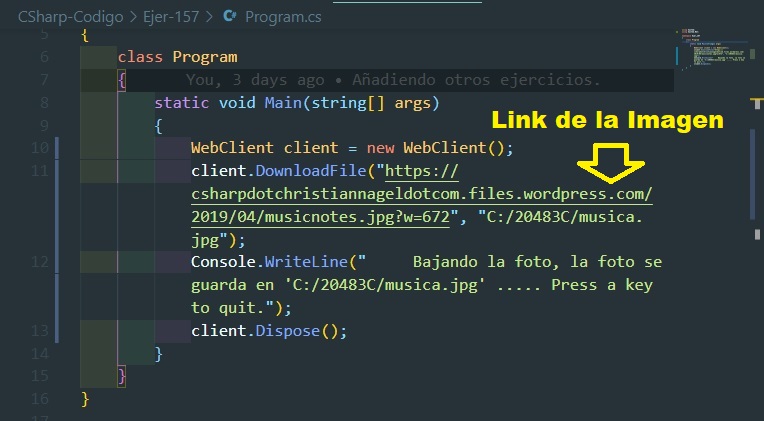 CSharp-Codigo > Ejer-157 > C# Program.cs
5 {
6 class Program
7 { You, 3 days ago • Añadiendo otros ejercicios.
8 static void Main(string[] args)
9 {
Link de la Imagen
10 WebClient client = new WebClient();
11 client.DownloadFile("https://
csharpdotchristiannageldotcom.files.wordpress.com/
2019/04/musicnotes.jpg?w=672", "C:/20483C/musica.
jpg");
12 Console.WriteLine("     Bajando la foto, la foto se
guarda en 'C:/20483C/musica.jpg' ..... Press a key
to quit.");
13 client.Dispose();
14 }
15 }
16 }
17